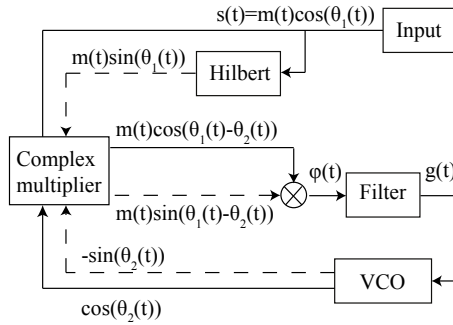 s(t)=m(t)cos(θ₁(t))
Input
m(t)sin(θ₁(t))
Hilbert
m(t)cos(θ₁(t)-θ₂(t))
Complex
multiplier
φ(t)
g(t)
Filter
m(t)sin(θ₁(t)-θ₂(t))
-sin(θ₂(t))
VCO
cos(θ₂(t))